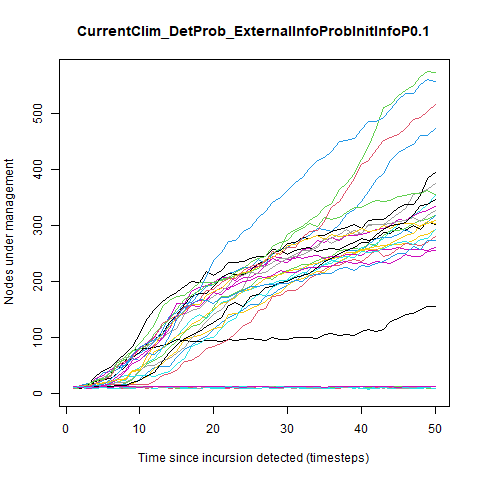 CurrentClim_DetProb_ExternalInfoProbInitInfoP0.1
Nodes under management
500
400
300
200
100
0
0 10 20 30 40 50
Time since incursion detected (timesteps)